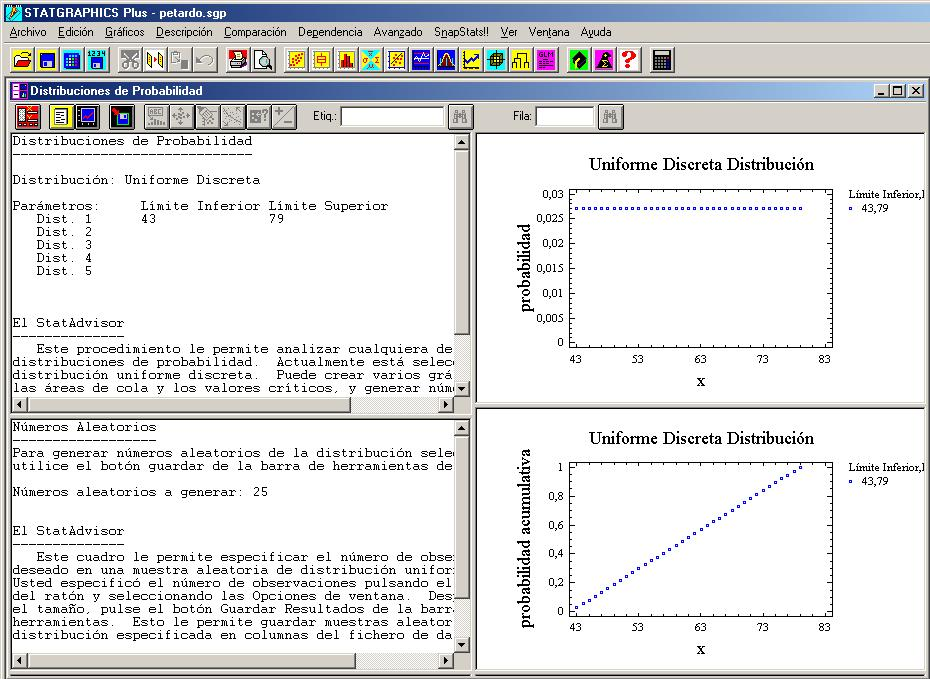 STATGRAPHICS Plus - petardo.sgp
Archivo Edición Gráficos Descripción Comparación Dependencia Avanzado SnapStats!! Ver Ventana Ayuda
1234
GLM
Distribuciones de Probabilidad
ABC
Etiq.:
Fila:
Distribuciones de Probabilidad
------------------------------
Distribución: Uniforme Discreta
Parámetros: Límite Inferior Límite Superior
Dist. 1 43 79
Dist. 2
Dist. 3
Dist. 4
Dist. 5
El StatAdvisor
--------------
Este procedimiento le permite analizar cualquiera de
distribuciones de probabilidad. Actualmente está selec
distribución uniforme discreta. Puede crear varios grá
las áreas de cola y los valores críticos, y generar núm
Números Aleatorios
------------------
Para generar números aleatorios de la distribución sele
utilice el botón guardar de la barra de herramientas de
Números aleatorios a generar: 25
El StatAdvisor
--------------
Este cuadro le permite especificar el número de obse
deseado en una muestra aleatoria de distribución unifor
Usted especificó el número de observaciones pulsando el
del ratón y seleccionando las Opciones de ventana. Des
el tamaño, pulse el botón Guardar Resultados de la barr
herramientas. Esto le permite guardar muestras aleator
distribución especificada en columnas del fichero de da
Uniforme Discreta Distribución
Límite Inferior,
43,79
probabilidad
0,03
0,025
0,02
0,015
0,01
0,005
0
43 53 63 73 83
x
Uniforme Discreta Distribución
Límite Inferior,
43,79
probabilidad acumulativa
1
0,8
0,6
0,4
0,2
0
43 53 63 73 83
x